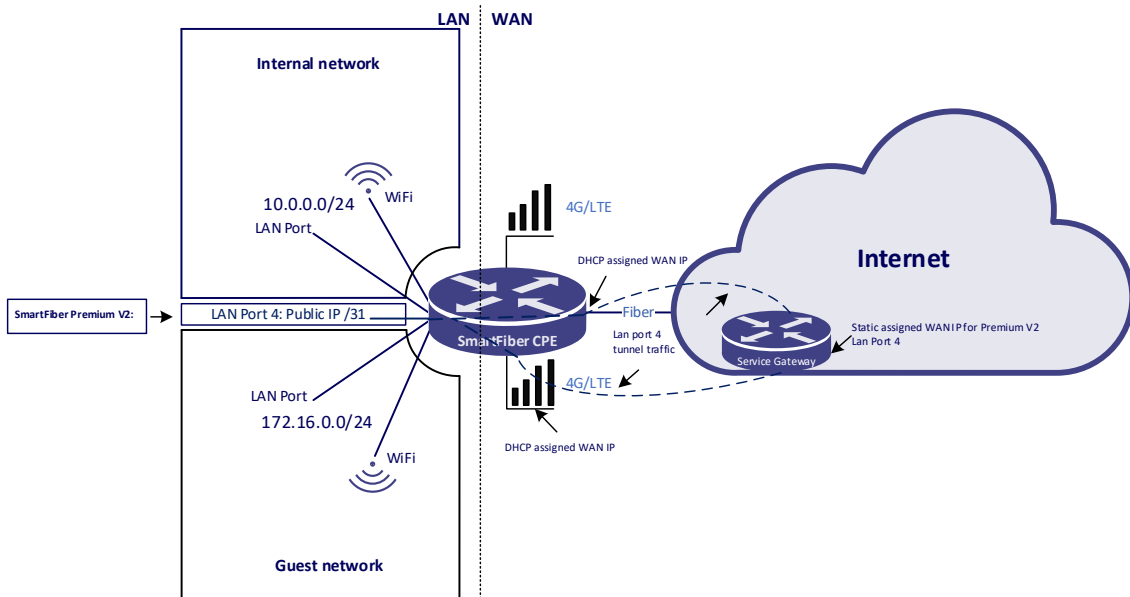 LAN
WAN
Internal network
WiFi
10.0.0.0/24
LAN Port
4G/LTE
DHCP assigned WAN IP
Internet
SmartFiber Premium V2:
LAN Port 4: Public IP /31
Fiber
SmartFiber CPE
Lan port 4
tunnel traffic
Static assigned WAN IP for Premium V2
Lan Port 4
Service Gateway
4G/LTE
LAN Port
172.16.0.0/24
DHCP assigned WAN IP
WiFi
Guest network